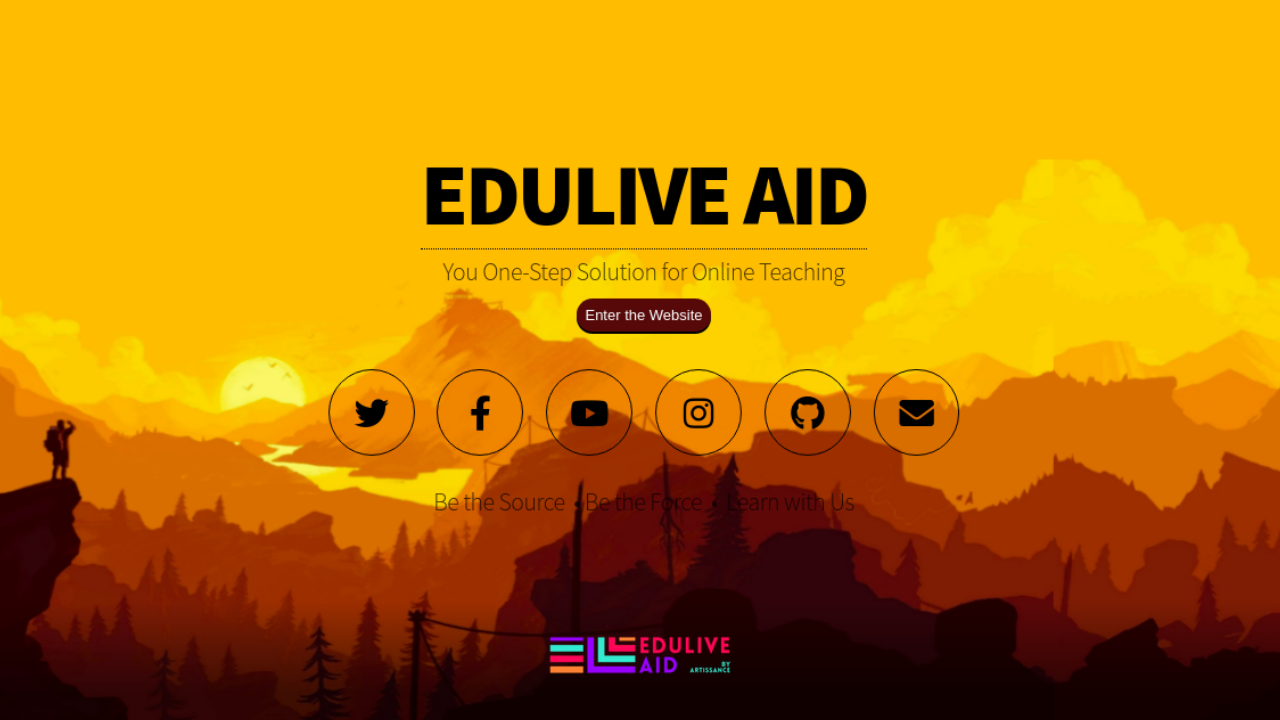 EDULIVE AID
You One-Step Solution for Online Teaching
Enter the Website
Be the Source • Be the Force • Learn with Us
EDULIVE
AID
BY
ARTISSANCE